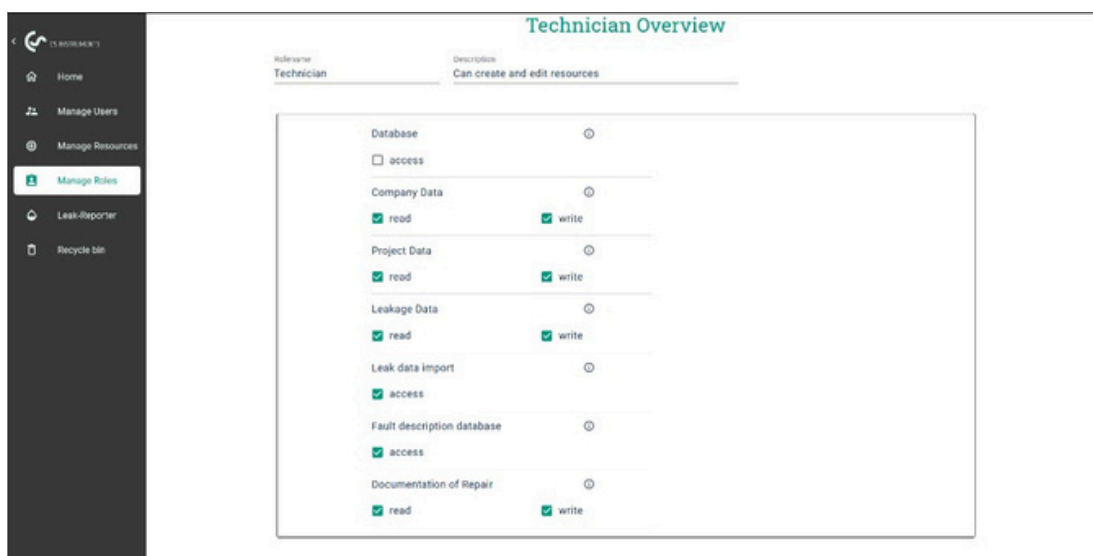 Technician Overview
CS INSTRUMENTS
Home
Manage Users
Manage Resources
Manage Roles
Leak-Reporter
Recycle bin
Rolename
Description
Technician
Can create and edit resources
Database
access
Company Data
read write
Project Data
read write
Leakage Data
read write
Leak data import
access
Fault description database
access
Documentation of Repair
read write